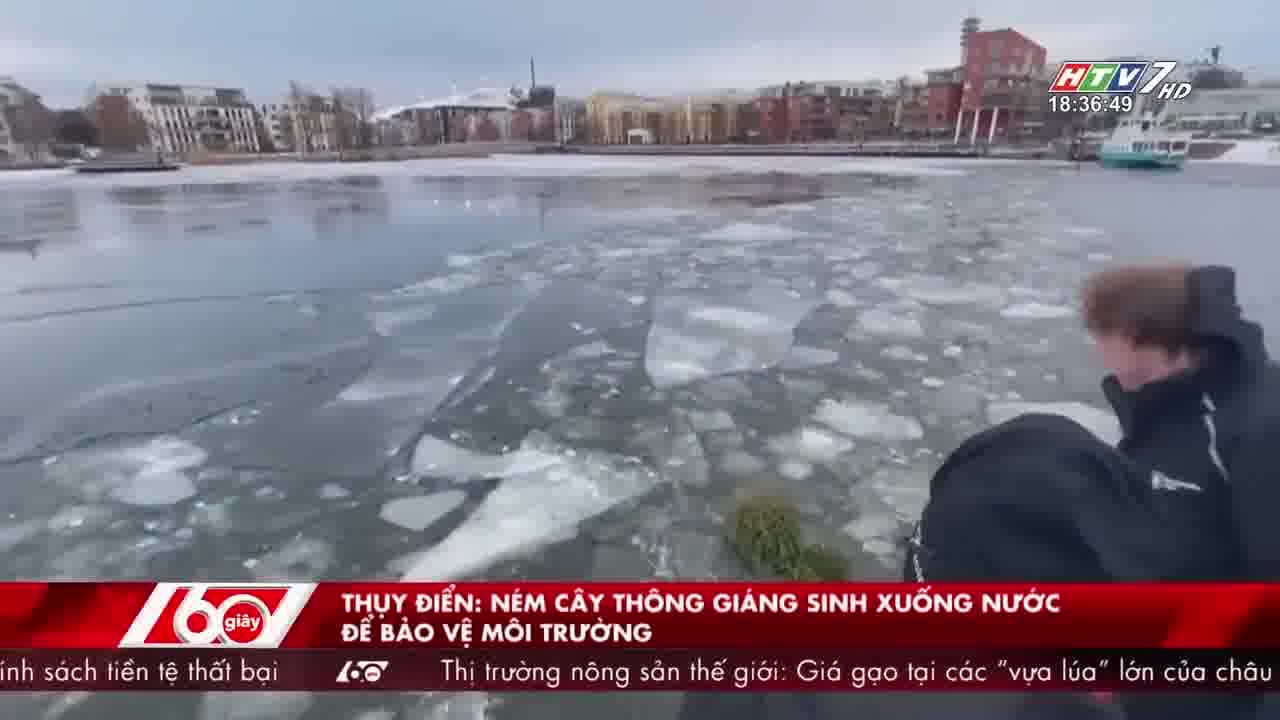 HTV7 HD
18:36:49
60 giây
THỤY ĐIỂN: NÉM CÂY THÔNG GIÁNG SINH XUỐNG NƯỚC
ĐỂ BẢO VỆ MÔI TRƯỜNG
ính sách tiền tệ thất bại 60 Thị trường nông sản thế giới: Giá gạo tại các “vựa lúa” lớn của châu